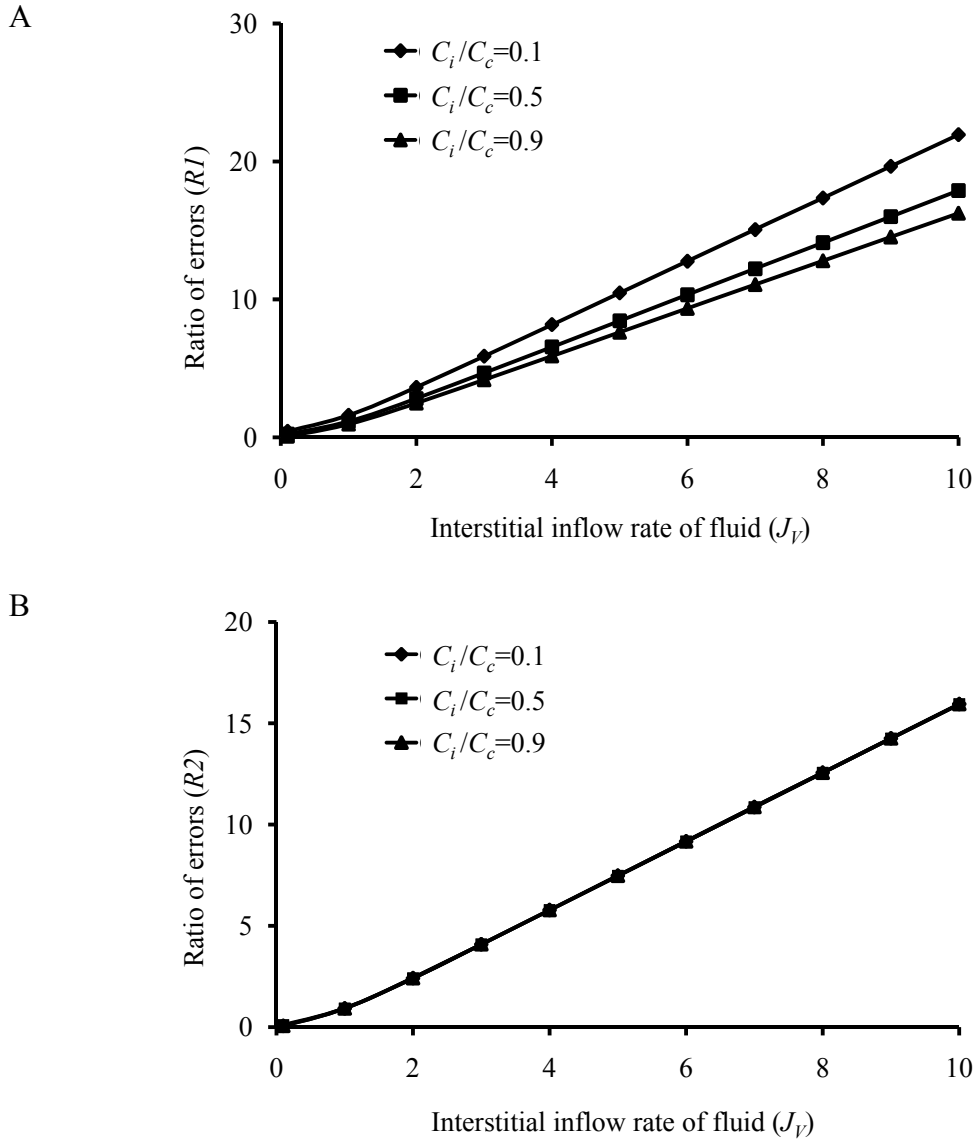 A
30
20
10
0
Ratio of errors (R1)
C_i/C_c=0.1
C_i/C_c=0.5
C_i/C_c=0.9
0 2 4 6 8 10
Interstitial inflow rate of fluid (J_V)
B
20
15
10
5
0
Ratio of errors (R2)
C_i/C_c=0.1
C_i/C_c=0.5
C_i/C_c=0.9
0 2 4 6 8 10
Interstitial inflow rate of fluid (J_V)